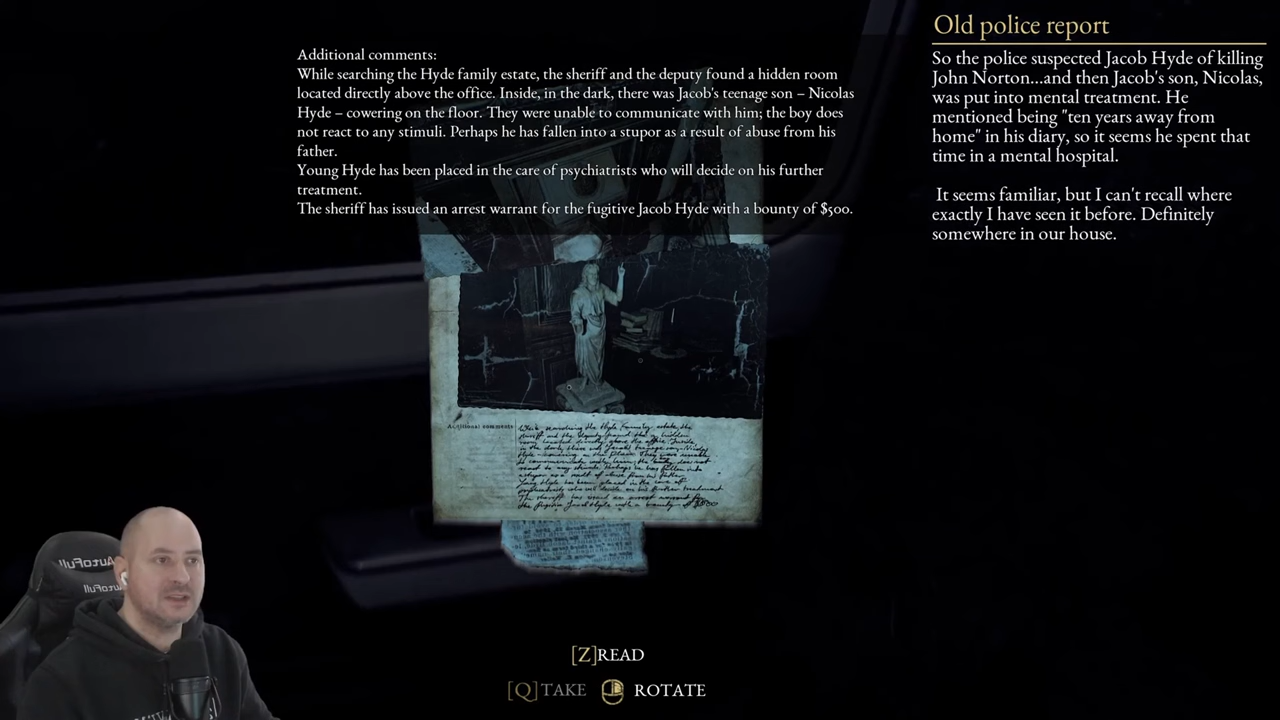 Additional comments:
While searching the Hyde family estate, the sheriff and the deputy found a hidden room
located directly above the office. Inside, in the dark, there was Jacob's teenage son – Nicolas
Hyde – cowering on the floor. They were unable to communicate with him; the boy does
not react to any stimuli. Perhaps he has fallen into a stupor as a result of abuse from his
father.
Young Hyde has been placed in the care of psychiatrists who will decide on his further
treatment.
The sheriff has issued an arrest warrant for the fugitive Jacob Hyde with a bounty of $500.
Old police report
So the police suspected Jacob Hyde of killing
John Norton...and then Jacob's son, Nicolas,
was put into mental treatment. He
mentioned being "ten years away from
home" in his diary, so it seems he spent that
time in a mental hospital.
It seems familiar, but I can't recall where
exactly I have seen it before. Definitely
somewhere in our house.
Additional comments
AutoFull
AutoFull
[Z]READ
[Q]TAKE ROTATE